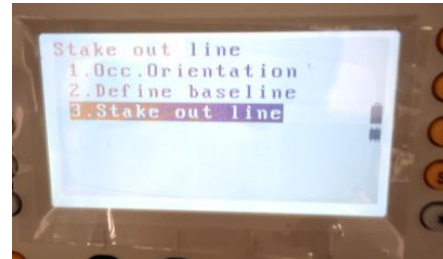 Stake out line
1.Occ.Orientation
2.Define baseline
3.Stake out line